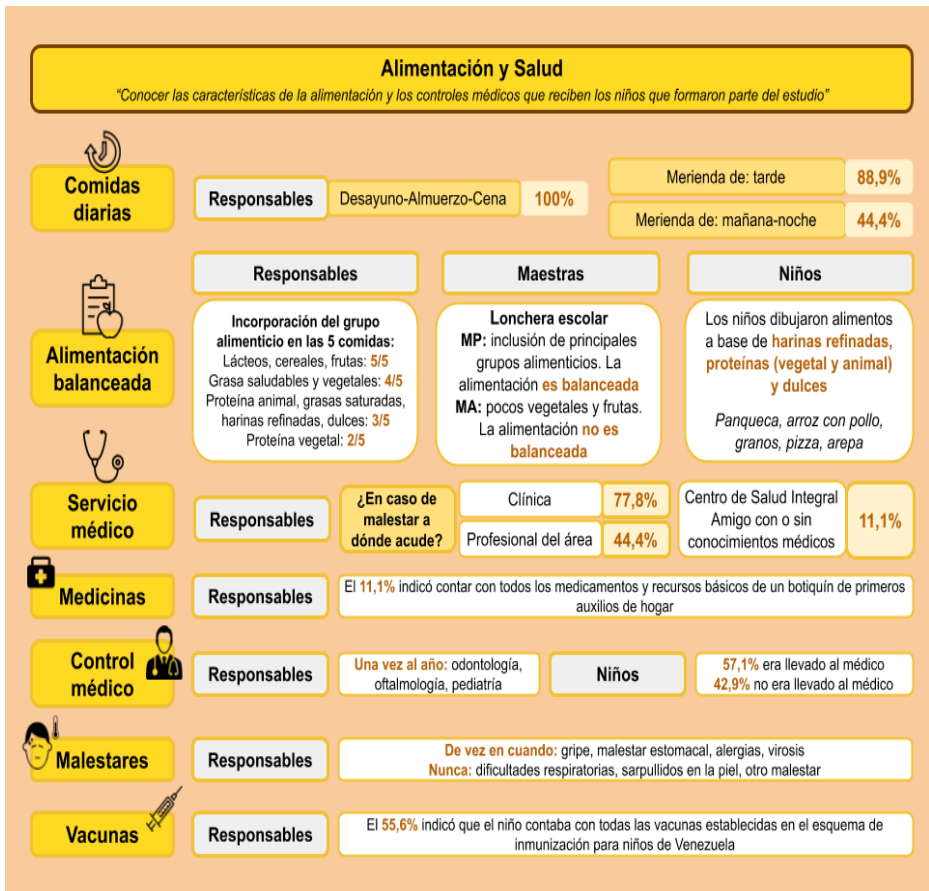 Alimentación y Salud
“Conocer las características de la alimentación y los controles médicos que reciben los niños que formaron parte del estudio”
Comidas
diarias
Responsables
Desayuno-Almuerzo-Cena
100%
Merienda de: tarde
88,9%
Merienda de: mañana-noche
44,4%
Alimentación
balanceada
Responsables
Incorporación del grupo
alimenticio en las 5 comidas:
Lácteos, cereales, frutas: 5/5
Grasa saludables y vegetales: 4/5
Proteína animal, grasas saturadas,
harinas refinadas, dulces: 3/5
Proteína vegetal: 2/5
Maestras
Lonchera escolar
MP: inclusión de principales
grupos alimenticios. La
alimentación es balanceada
MA: pocos vegetales y frutas.
La alimentación no es
balanceada
Niños
Los niños dibujaron alimentos
a base de harinas refinadas,
proteínas (vegetal y animal)
y dulces
Panqueca, arroz con pollo,
granos, pizza, arepa
Servicio
médico
Responsables
¿En caso de
malestar a
dónde acude?
Clínica
77,8%
Profesional del área
44,4%
Centro de Salud Integral
Amigo con o sin
conocimientos médicos
11,1%
Medicinas
Responsables
El 11,1% indicó contar con todos los medicamentos y recursos básicos de un botiquín de primeros
auxilios de hogar
Control
médico
Responsables
Una vez al año: odontología,
oftalmología, pediatría
Niños
57,1% era llevado al médico
42,9% no era llevado al médico
Malestares
Responsables
De vez en cuando: gripe, malestar estomacal, alergias, virosis
Nunca: dificultades respiratorias, sarpullidos en la piel, otro malestar
Vacunas
Responsables
El 55,6% indicó que el niño contaba con todas las vacunas establecidas en el esquema de
inmunización para niños de Venezuela